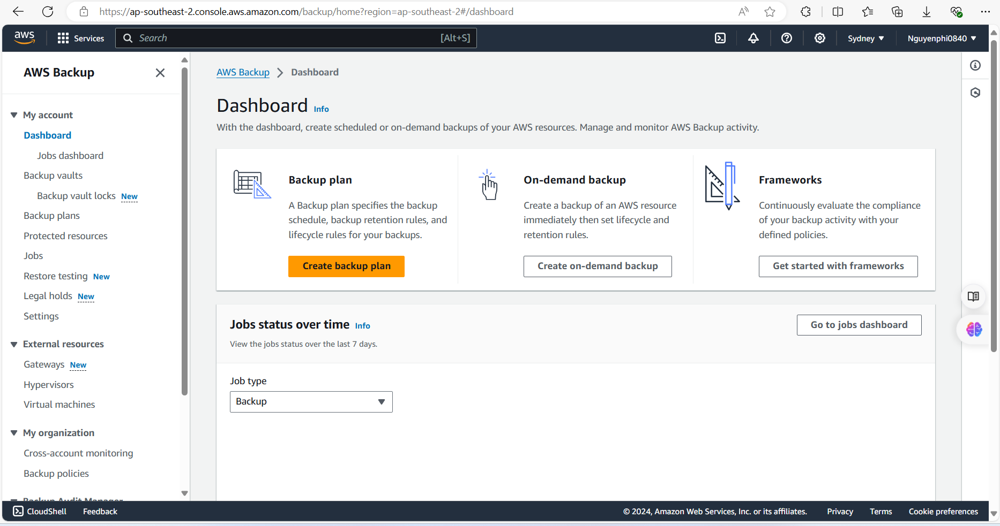 https://ap-southeast-2.console.aws.amazon.com/backup/home?region=ap-southeast-2#/dashboard
aws
Services
Search
[Alt+S]
Sydney
Nguyenphi0840
AWS Backup
My account
Dashboard
Jobs dashboard
Backup vaults
Backup vault locks New
Backup plans
Protected resources
Jobs
Restore testing New
Legal holds New
Settings
External resources
Gateways New
Hypervisors
Virtual machines
My organization
Cross-account monitoring
Backup policies
Backup Audit Manager
AWS Backup
Dashboard
Dashboard Info
With the dashboard, create scheduled or on-demand backups of your AWS resources. Manage and monitor AWS Backup activity.
Backup plan
A Backup plan specifies the backup
schedule, backup retention rules, and
lifecycle rules for your backups.
Create backup plan
On-demand backup
Create a backup of an AWS resource
immediately then set lifecycle and
retention rules.
Create on-demand backup
Frameworks
Continuously evaluate the compliance
of your backup activity with your
defined policies.
Get started with frameworks
Jobs status over time Info
View the jobs status over the last 7 days.
Go to jobs dashboard
Job type
Backup
CloudShell
Feedback
© 2024, Amazon Web Services, Inc. or its affiliates.
Privacy
Terms
Cookie preferences